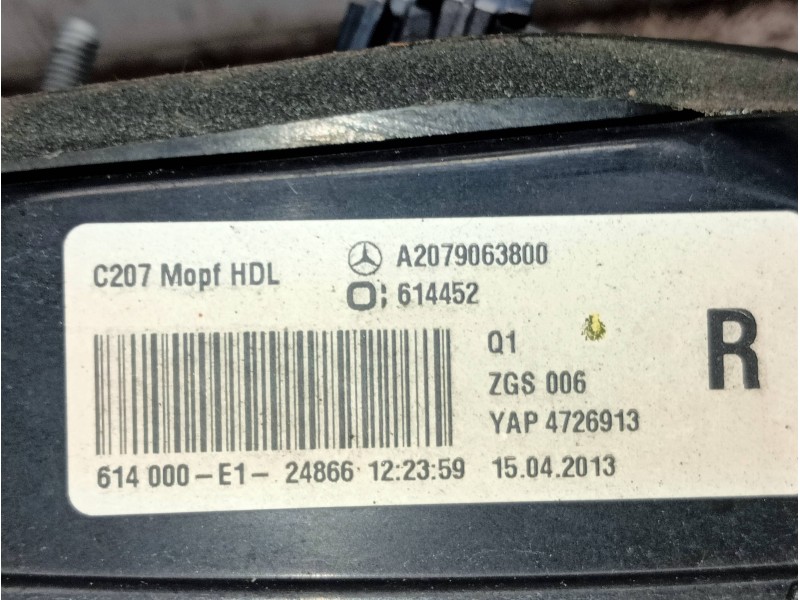 C207 Mopf HDL
A2079063800
614452
Q1
ZGS 006
YAP 4726913
R
614 000-E1- 24866 12:23:59
15.04.2013